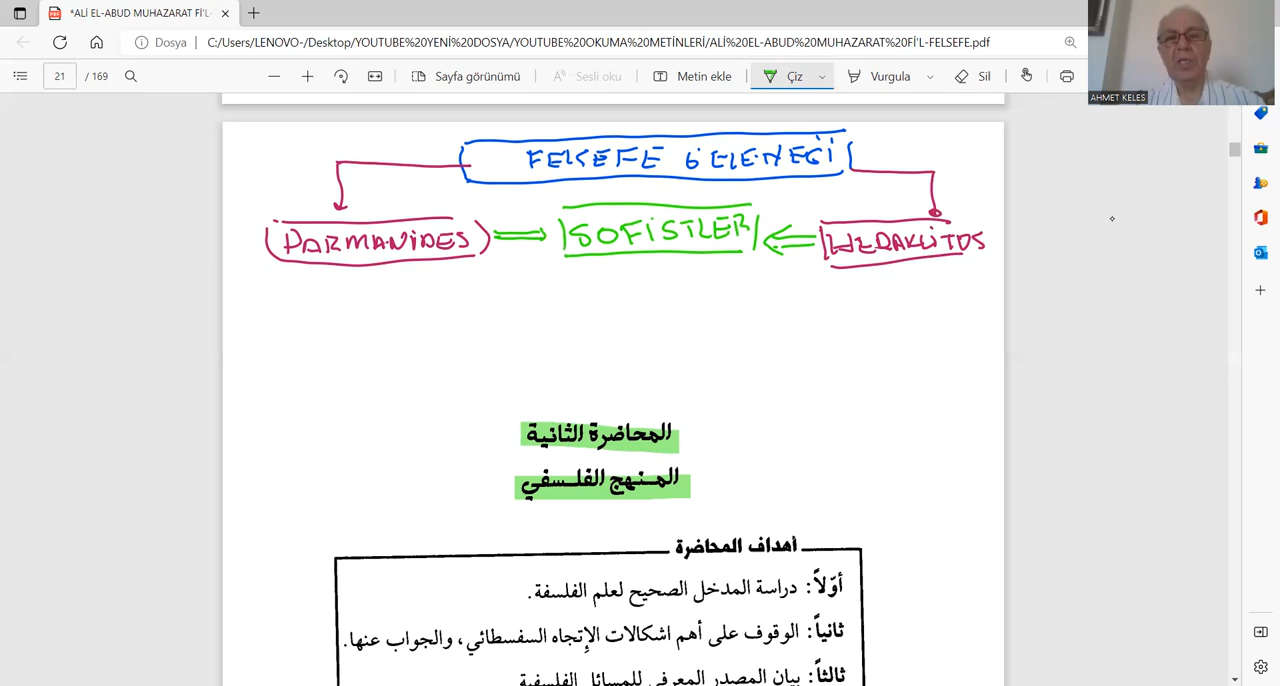 *ALİ EL-ABUD MUHAZARAT Fİ'L-
Dosya C:/Users/LENOVO-/Desktop/YOUTUBE%20YENİ%20DOSYA/YOUTUBE%20OKUMA%20METİNLERİ/ALİ%20EL-ABUD%20MUHAZARAT%20Fİ'L-FELSEFE.pdf
21 / 169 Sayfa görünümü Sesli oku Metin ekle Çiz Vurgula Sil
AHMET KELES
FELSEFE GELENEĞİ
PARMANİDES SOFİSTLER HERAKLİTOS
المحاضرة الثانية
المنهج الفلسفي
أهداف المحاضرة
أوّلاً: دراسة المدخل الصحيح لعلم الفلسفة.
ثانياً: الوقوف على أهم اشكالات الإتجاه السفسطائي، والجواب عنها.
ثالثاً: بيان المصدر المعرفي للمسائل الفلسفية